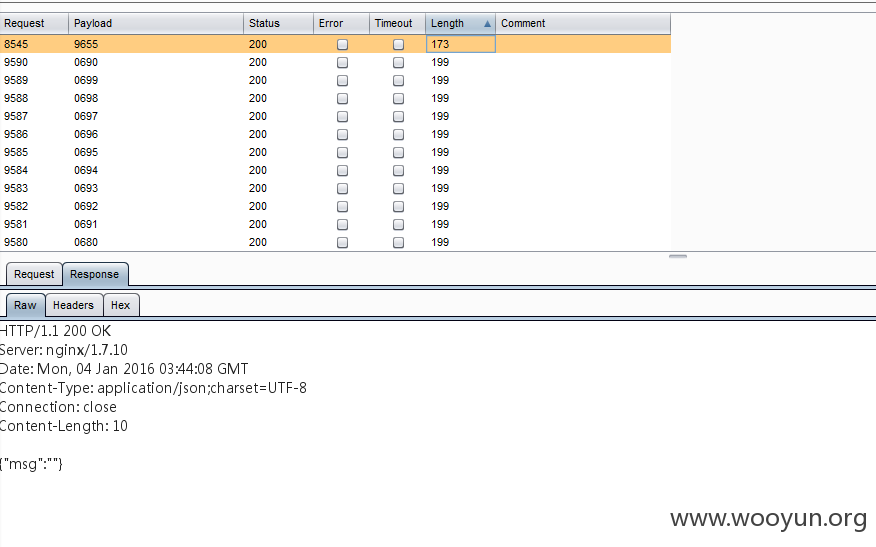 Request Payload Status Error Timeout Length Comment
8545 9655 200 173
9590 0690 200 199
9589 0699 200 199
9588 0698 200 199
9587 0697 200 199
9586 0696 200 199
9585 0695 200 199
9584 0694 200 199
9583 0693 200 199
9582 0692 200 199
9581 0691 200 199
9580 0680 200 199
Request Response
Raw Headers Hex
HTTP/1.1 200 OK
Server: nginx/1.7.10
Date: Mon, 04 Jan 2016 03:44:08 GMT
Content-Type: application/json;charset=UTF-8
Connection: close
Content-Length: 10
{"msg":""}
www.wooyun.org